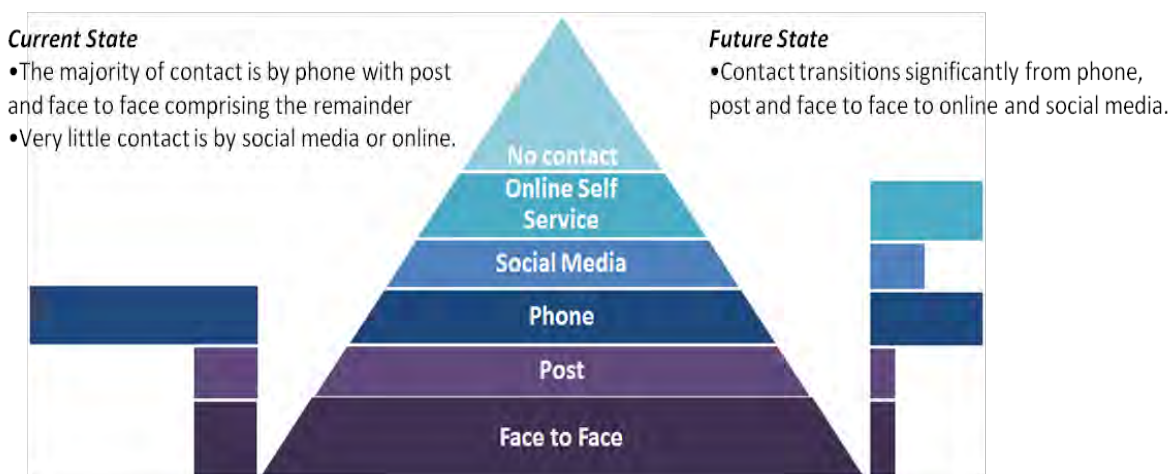 Current State
•The majority of contact is by phone with post
and face to face comprising the remainder
•Very little contact is by social media or online.
Future State
•Contact transitions significantly from phone,
post and face to face to online and social media.
No contact
Online Self
Service
Social Media
Phone
Post
Face to Face